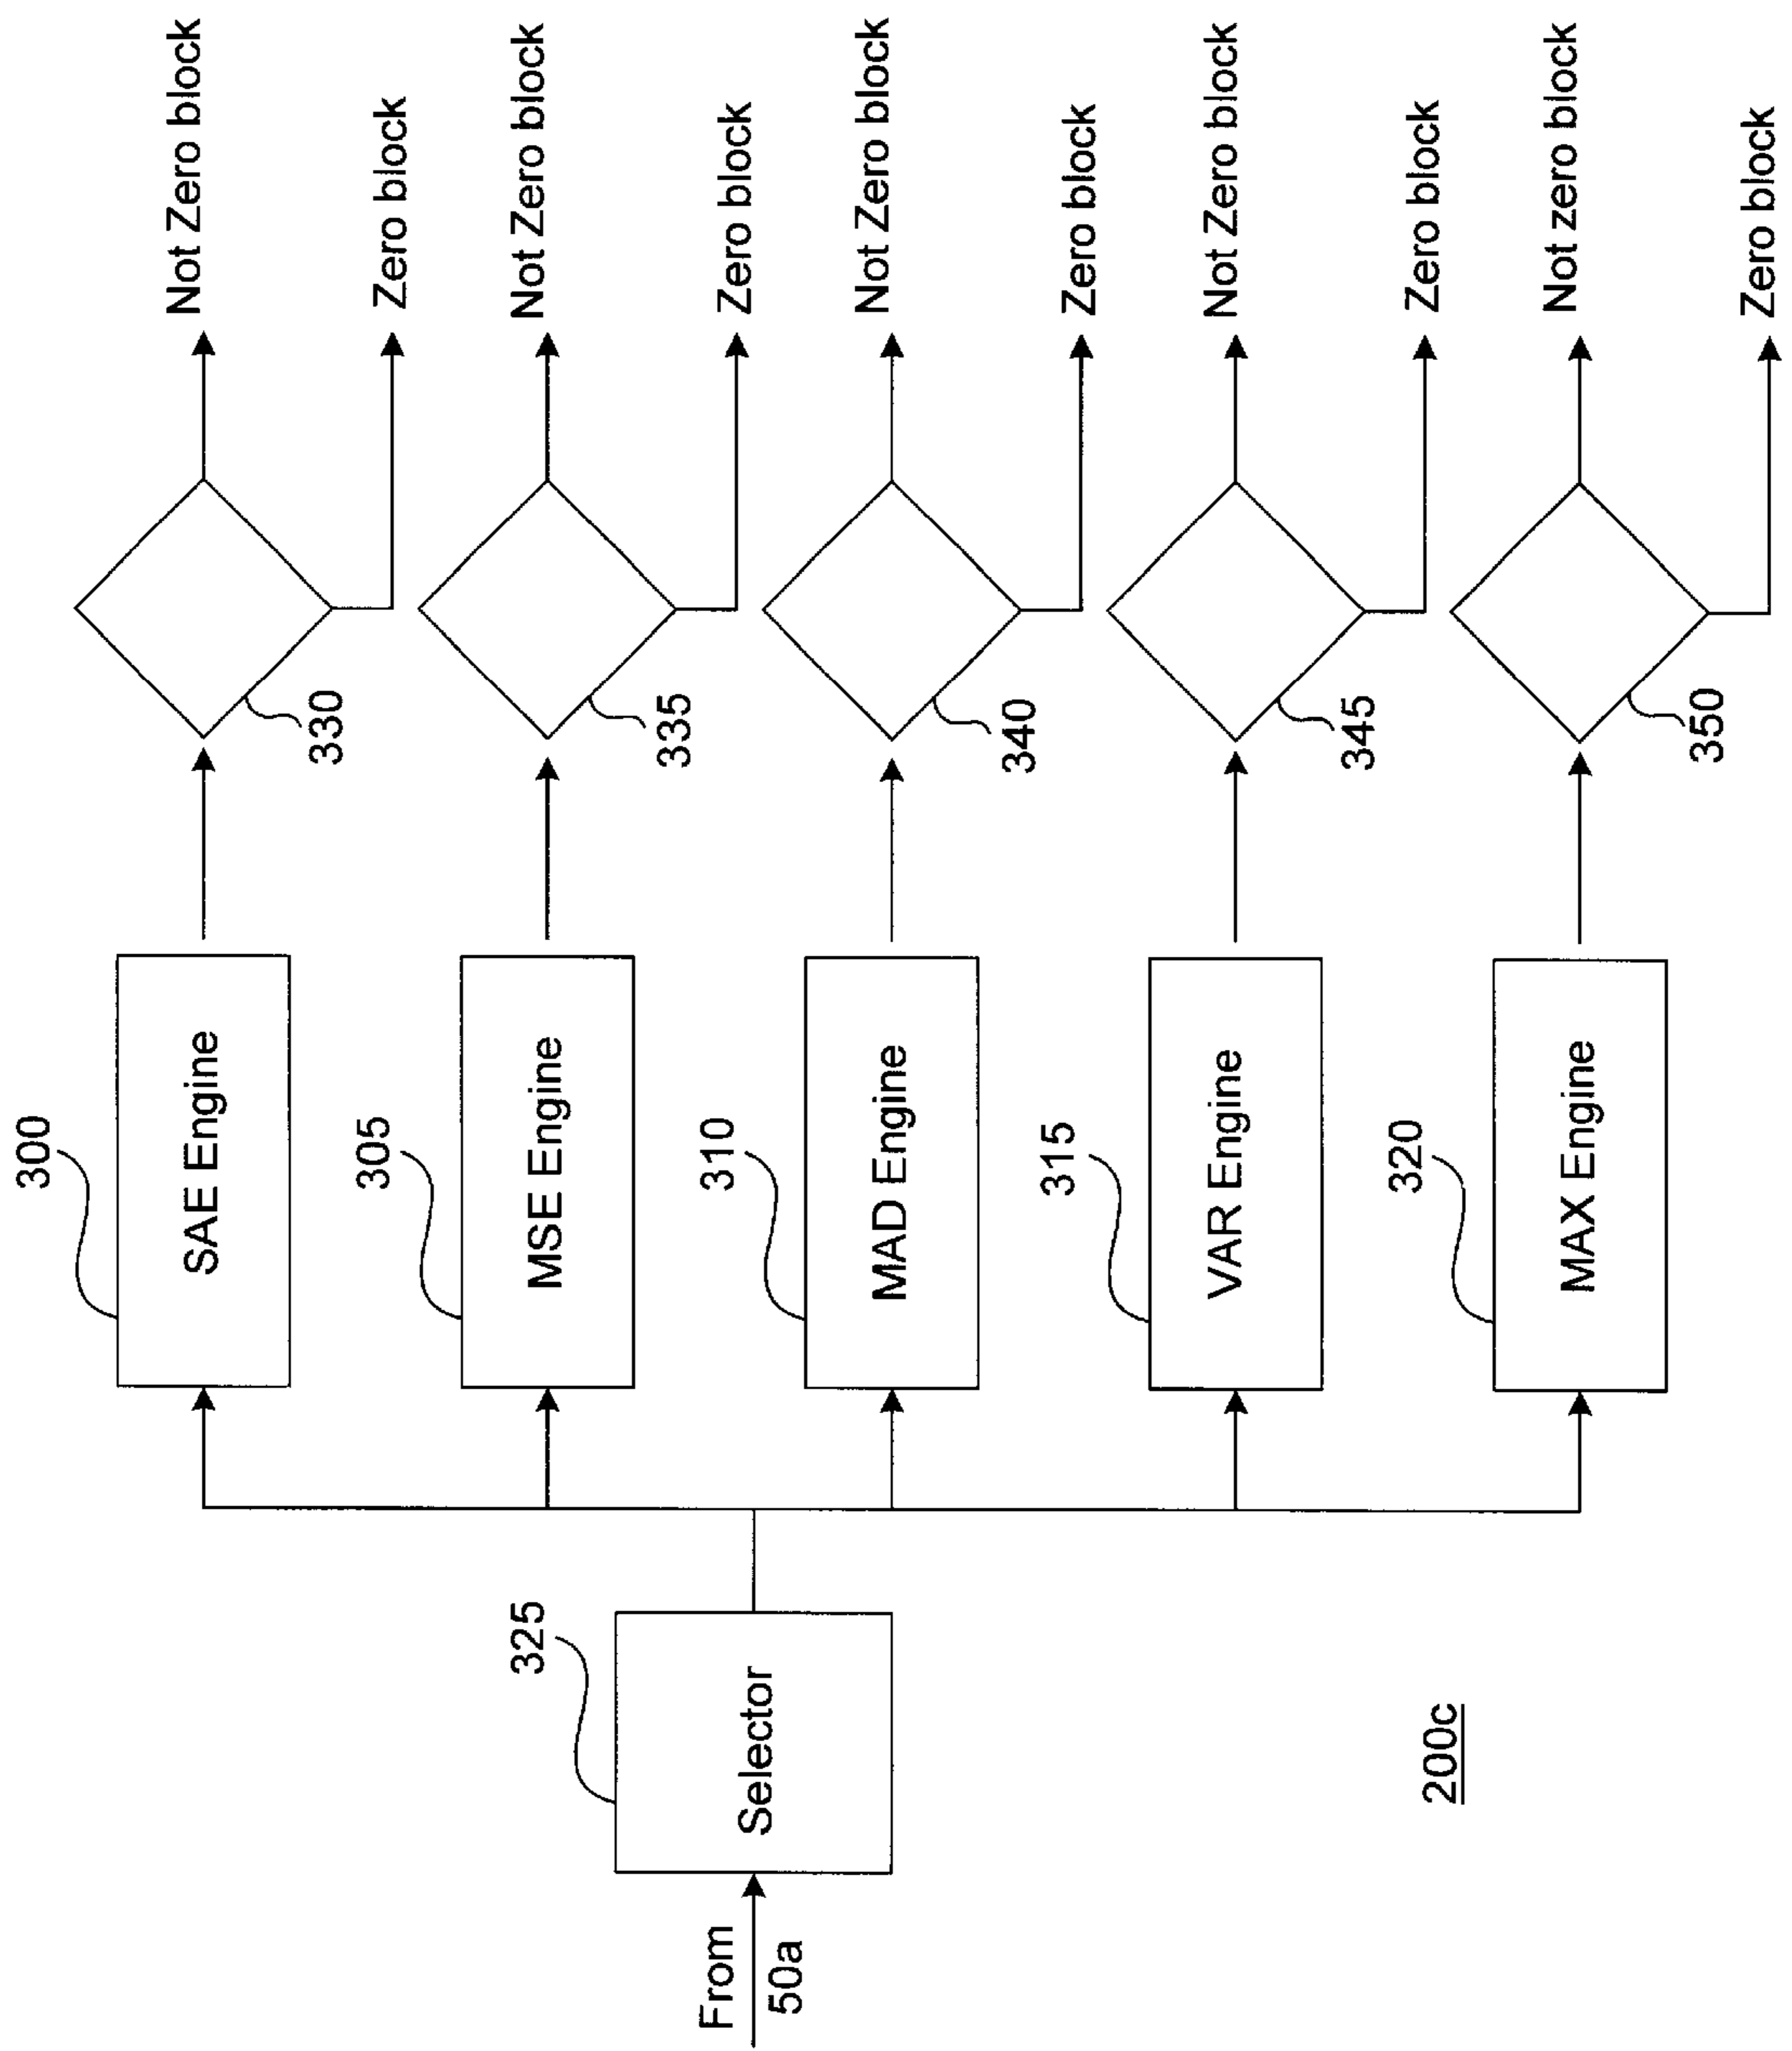 From
50a
Selector
325
300
SAE Engine
330
Not Zero block
Zero block
305
MSE Engine
335
Not Zero block
Zero block
310
MAD Engine
340
Not Zero block
Zero block
315
VAR Engine
345
Not Zero block
Zero block
320
MAX Engine
350
Not zero block
Zero block
200c